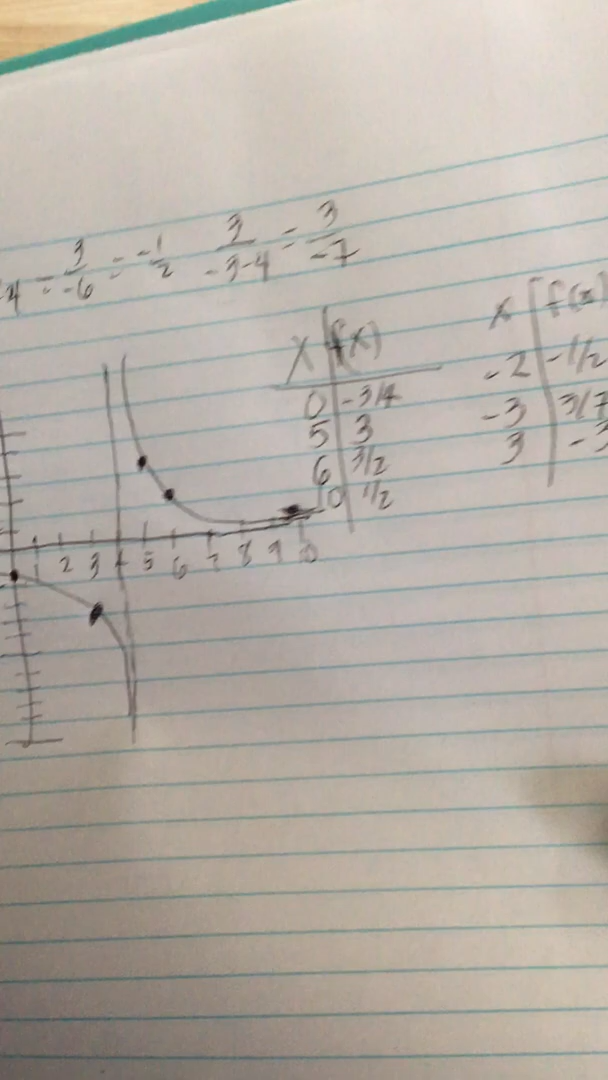 -4 = 3/-6 = -1/2 3/-3-4 = 3/-7
x f(x)
-2 -1/2
-3 3/7
3 -3
X f(x)
0 -3/4
5 3
6 3/2
10 1/2
1 2 3 4 5 6 7 8 9 10